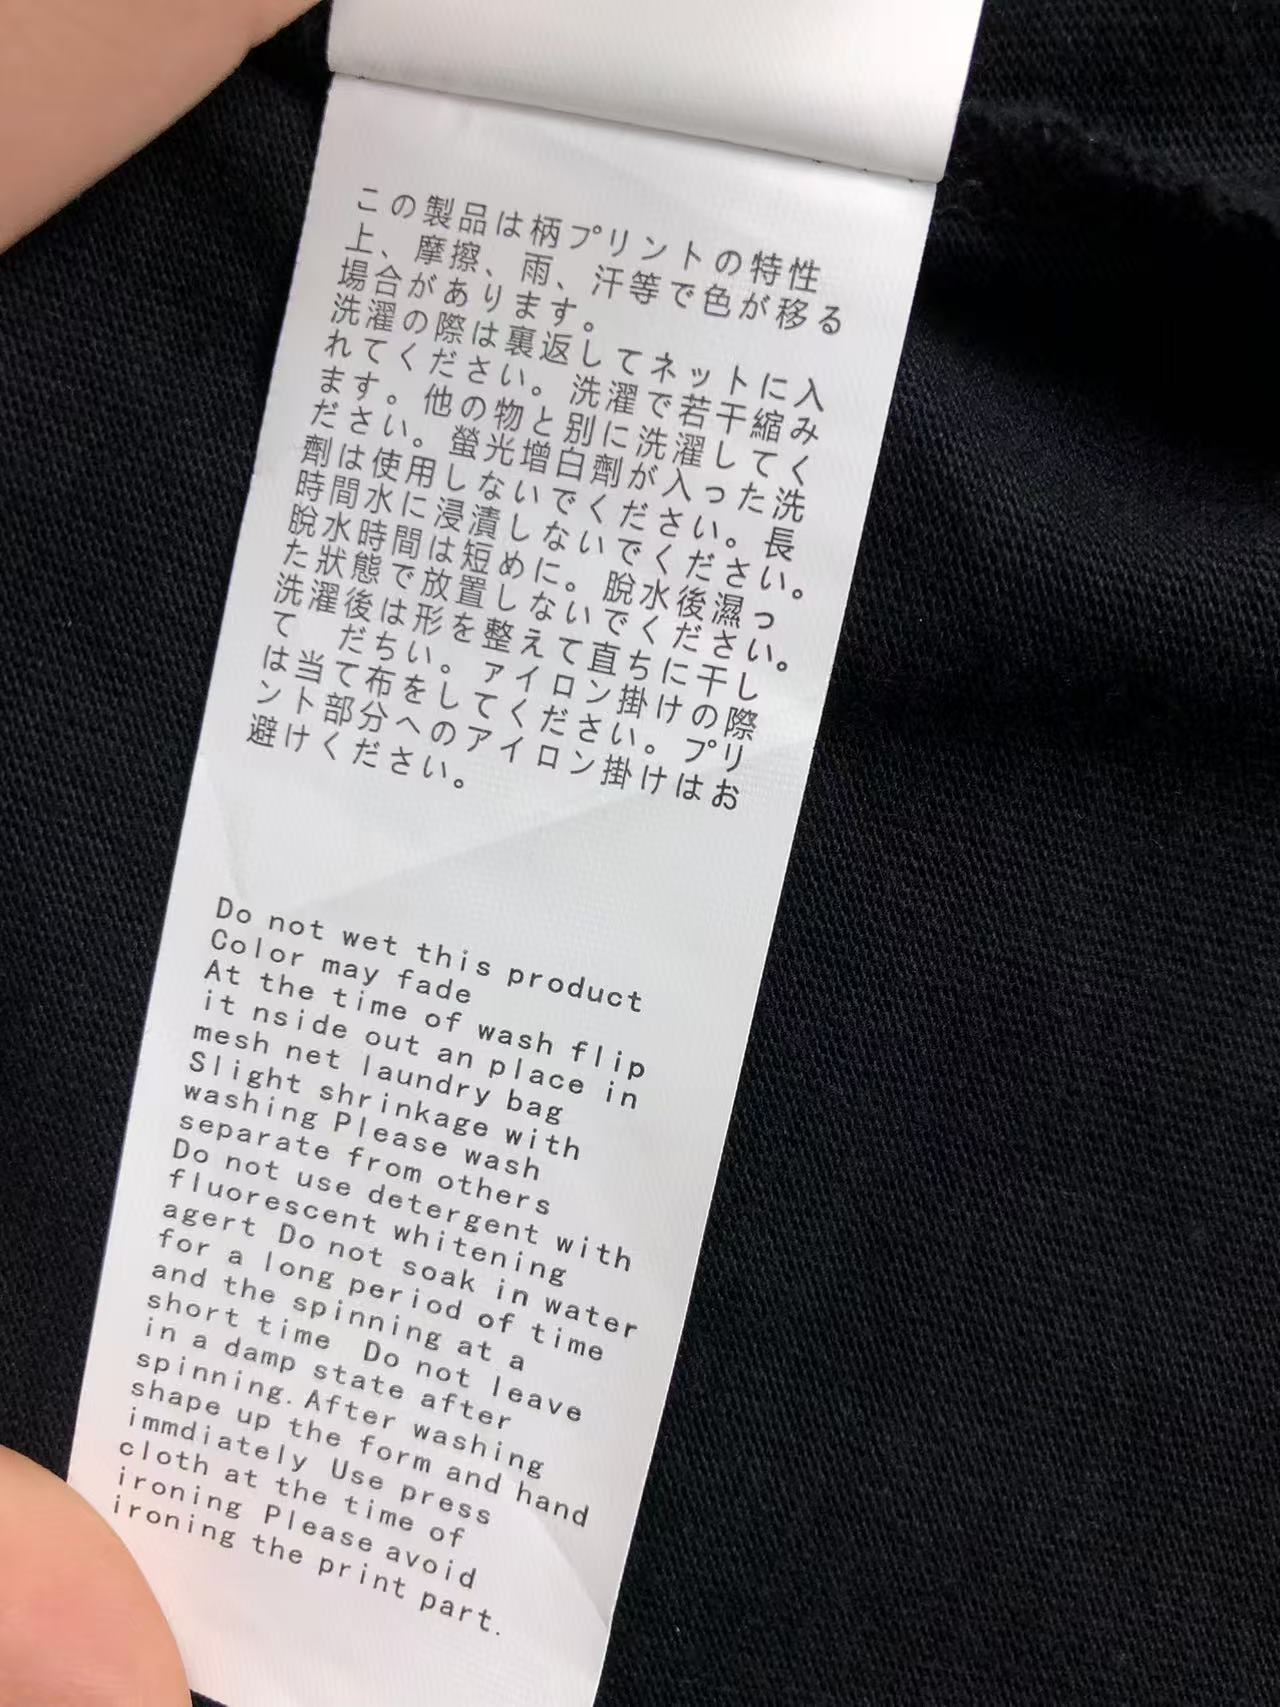 この製品は柄プリントの特性
上、摩擦、雨、汗等で色が移る
場合があります。
洗濯の際は裏返してネットに入
れてください。洗濯で若干縮み
ます。他の物と別に洗濯してく
ださい。螢光增白劑が入った洗
劑は使用しないでください。長
時間水に浸漬しないでください。
脫水時間は短めに。脫水後濕っ
た狀態で放置しないでください。
洗濯後は形を整えて直ちに干し
て だちい。ァイロン掛けの際
は当て布をしてください。プリ
ント部分へのアイロン掛けはお
避けください。
Do not wet this product
Color may fade
At the time of wash flip
it nside out an place in
mesh net laundry bag
Slight shrinkage with
washing Please wash
separate from others
Do not use detergent with
fluorescent whitening
agert Do not soak in water
for a long period of time
and the spinning at a
short time Do not leave
in a damp state after
spinning. After washing
shape up the form and hand
immdiately Use press
cloth at the time of
ironing Please avoid
ironing the print part.